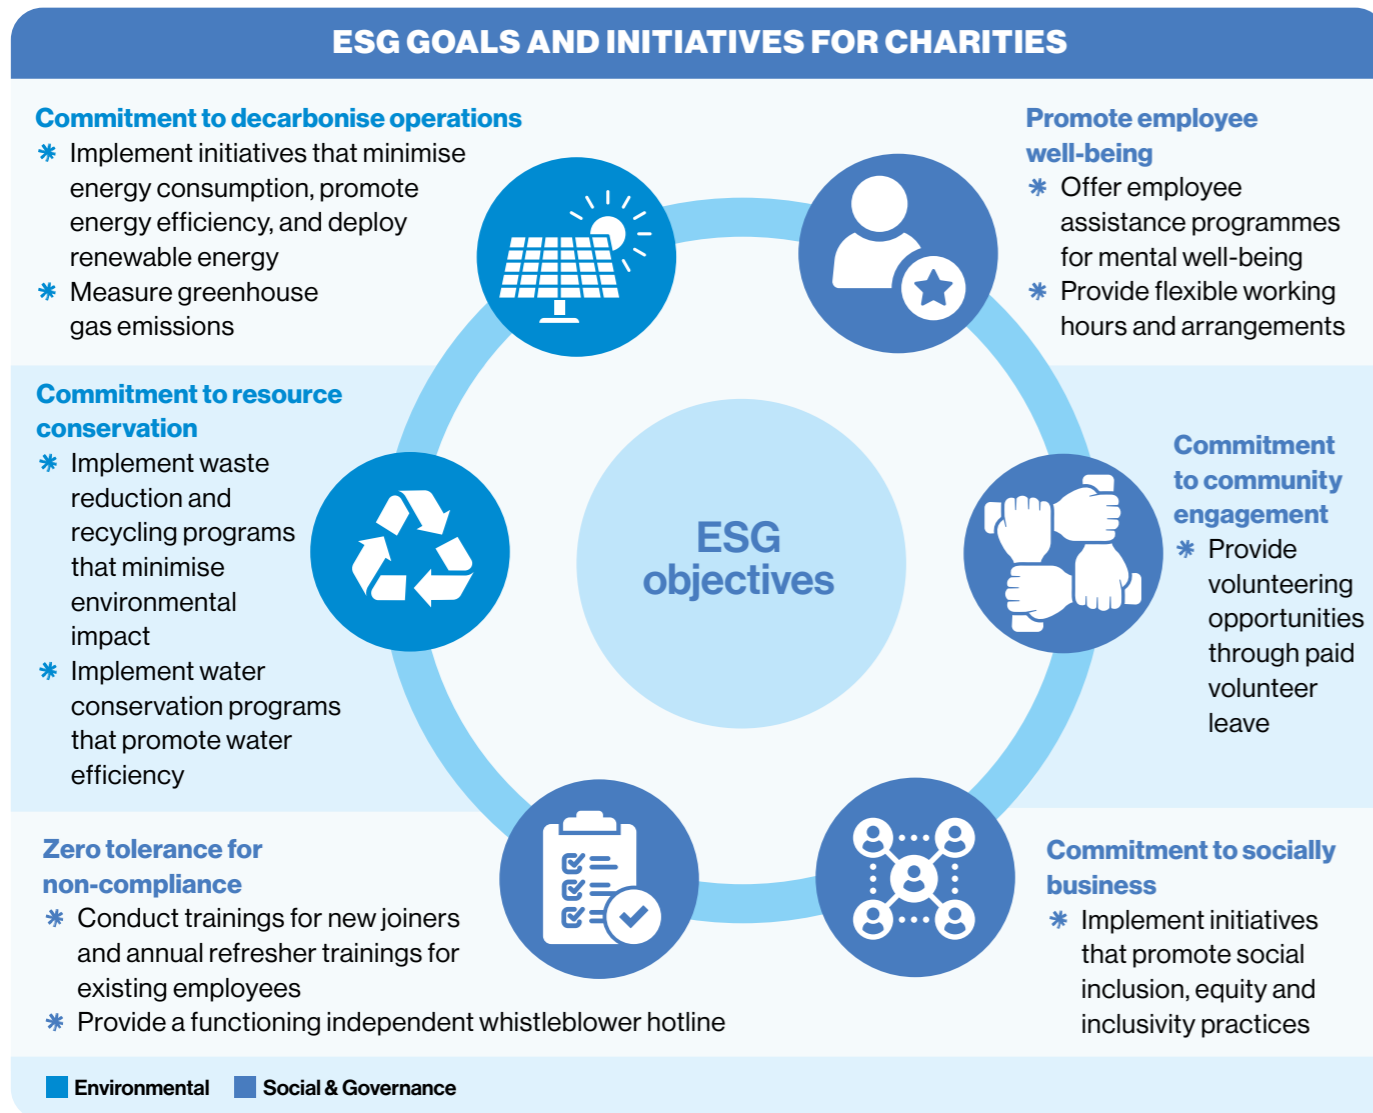 ESG GOALS AND INITIATIVES FOR CHARITIES
Commitment to decarbonise operations
Implement initiatives that minimise
energy consumption, promote
energy efficiency, and deploy
renewable energy
Measure greenhouse
gas emissions
Commitment to resource
conservation
Implement waste
reduction and
recycling programs
that minimise
environmental
impact
Implement water
conservation programs
that promote water
efficiency
Zero tolerance for
non-compliance
Conduct trainings for new joiners
and annual refresher trainings for
existing employees
Provide a functioning independent whistleblower hotline
ESG
objectives
Promote employee
well-being
Offer employee
assistance programmes
for mental well-being
Provide flexible working
hours and arrangements
Commitment
to community
engagement
Provide
volunteering
opportunities
through paid
volunteer
leave
Commitment to socially
business
Implement initiatives
that promote social
inclusion, equity and
inclusivity practices
Environmental
Social & Governance